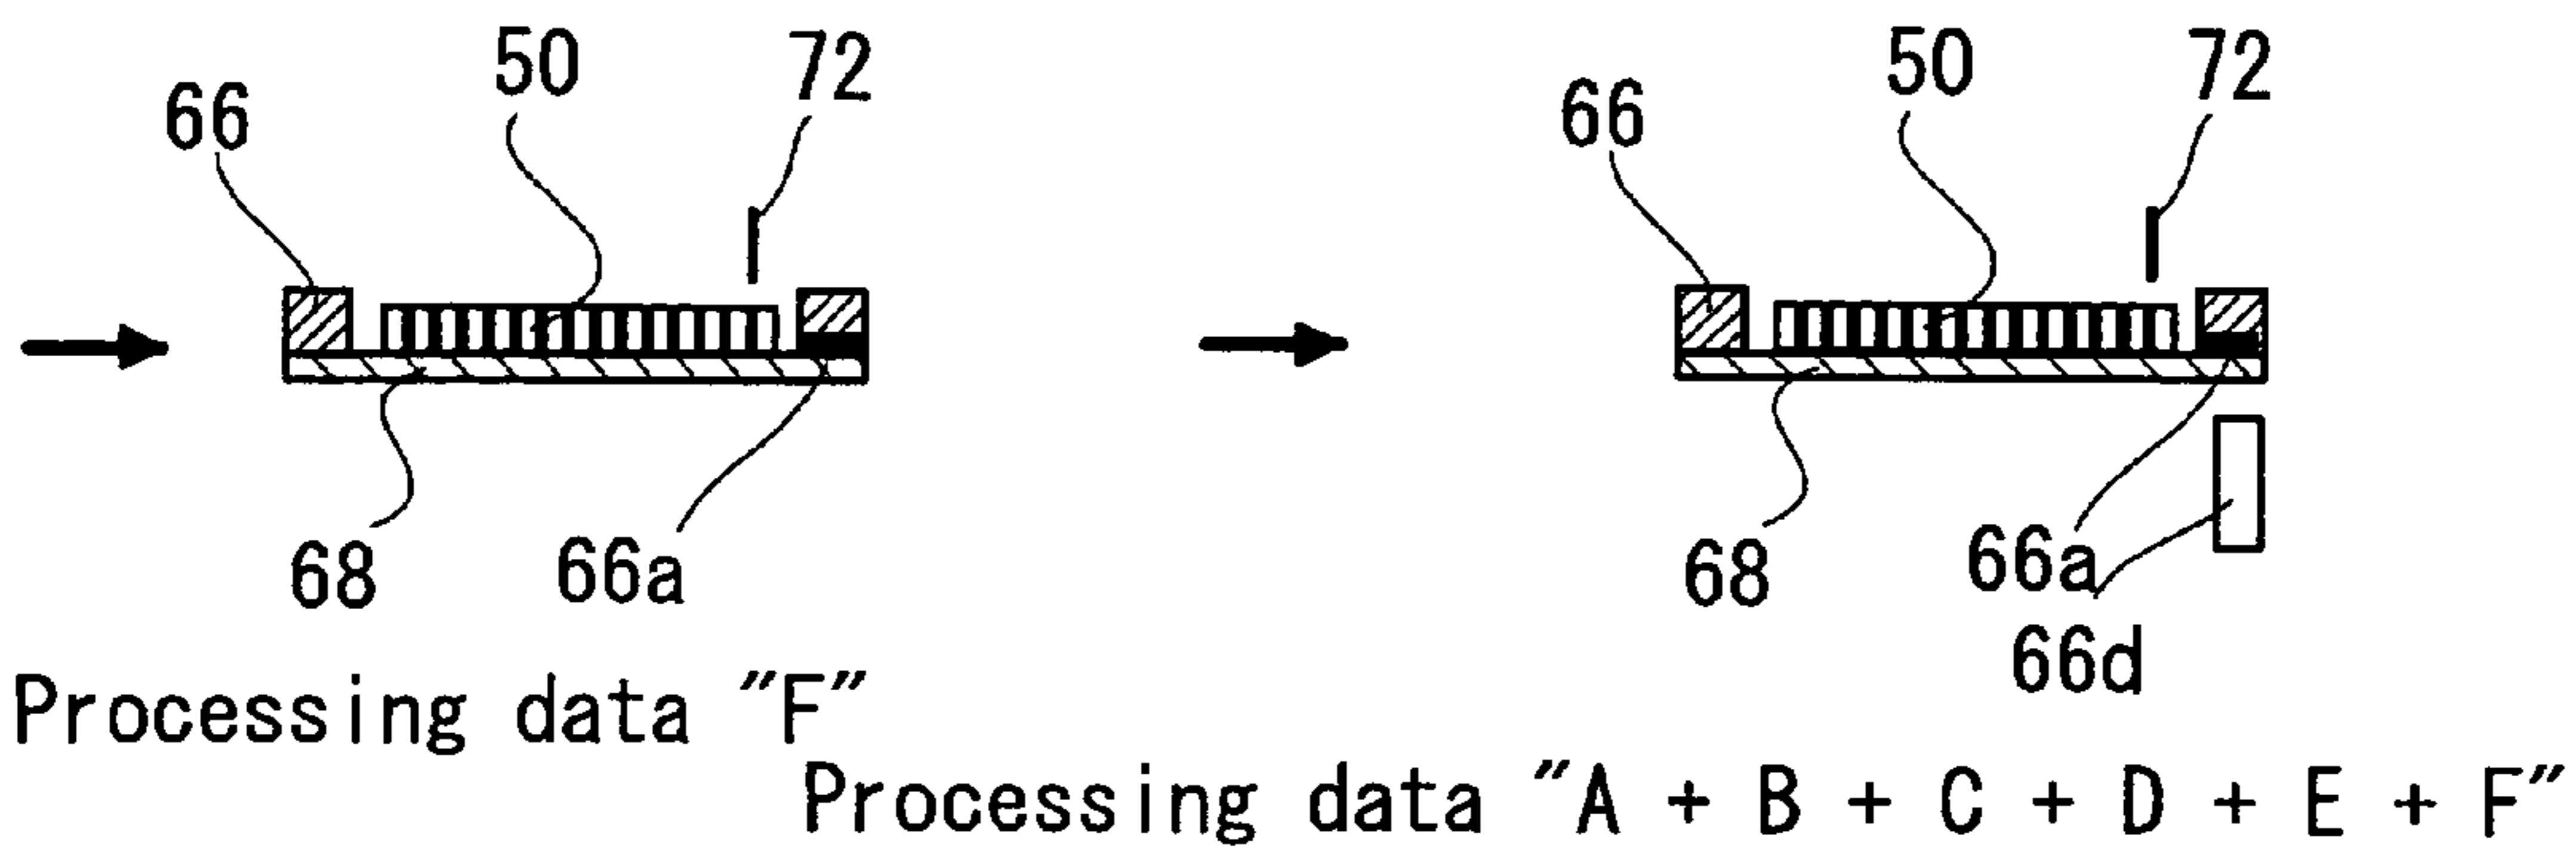 50 72 50 72
66 66
68 66a 68 66a
66d
Processing data "F"
Processing data "A + B + C + D + E + F"